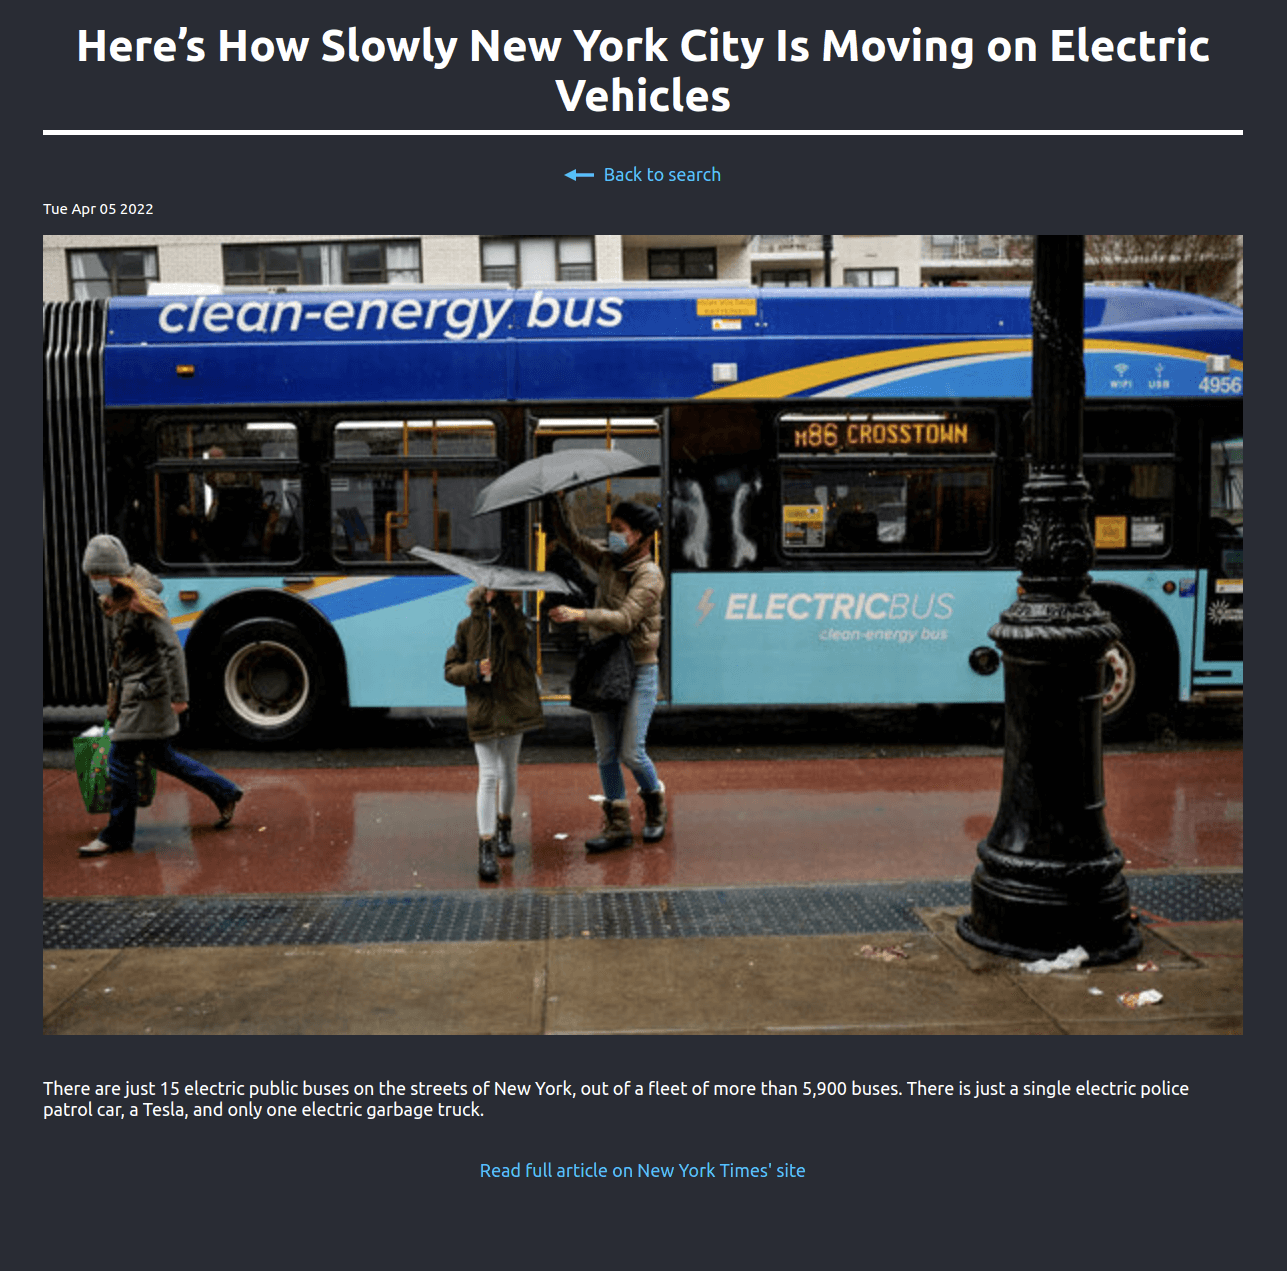 Here’s How Slowly New York City Is Moving on Electric
Vehicles
Back to search
Tue Apr 05 2022
clean-energy bus
HIGH VOLTAGE
WIFI USB
4956
M86 CROSSTOWN
ELECTRICBUS
clean-energy bus
There are just 15 electric public buses on the streets of New York, out of a fleet of more than 5,900 buses. There is just a single electric police
patrol car, a Tesla, and only one electric garbage truck.
Read full article on New York Times' site